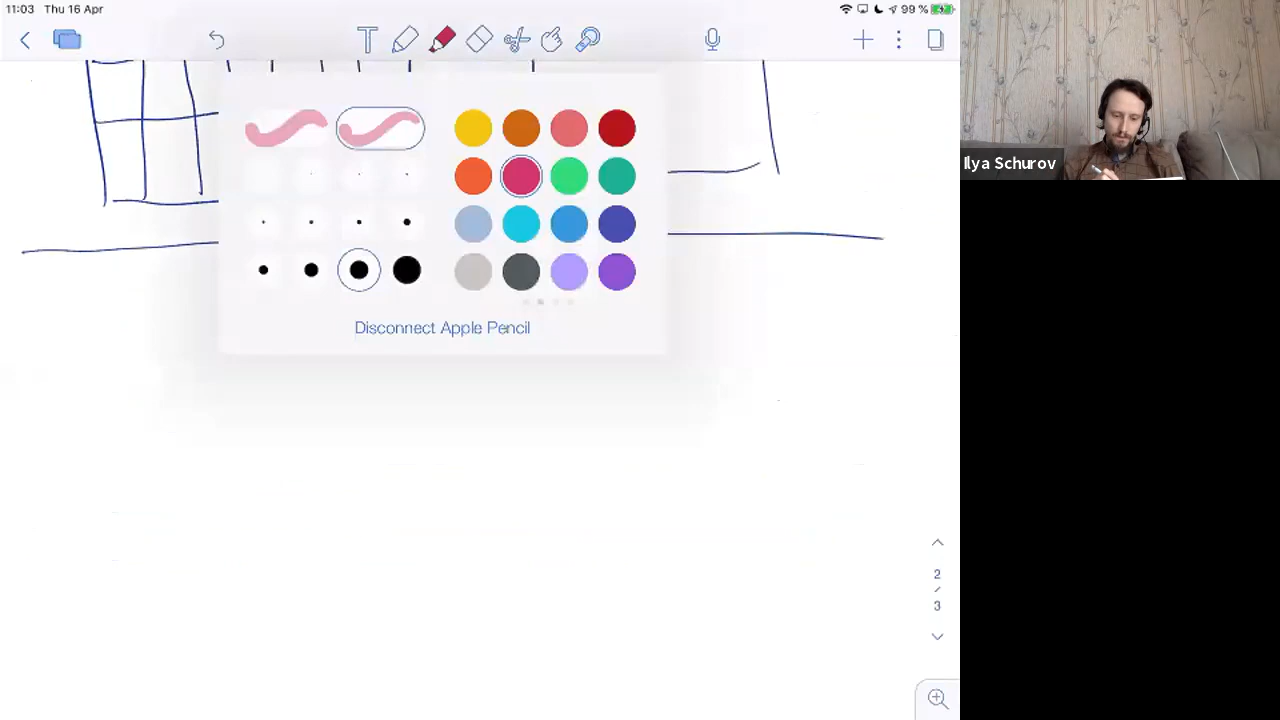 11:03 Thu 16 Apr 99 %
T
Disconnect Apple Pencil
2
/
3
Ilya Schurov